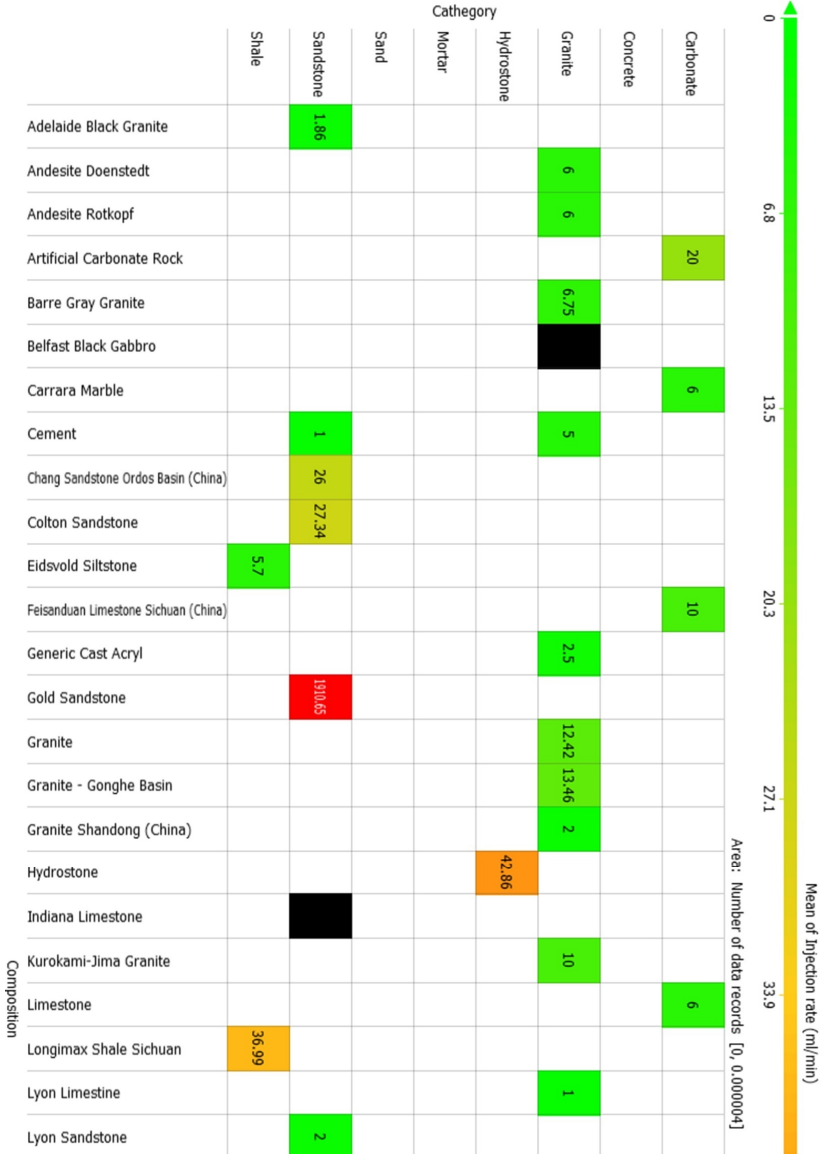 Cathegory
Shale
Sandstone
Sand
Mortar
Hydrostone
Granite
Concrete
Carbonate
Adelaide Black Granite 1.86
Andesite Doenstedt 6
Andesite Rotkopf 6
Artificial Carbonate Rock 20
Barre Gray Granite 6.75
Belfast Black Gabbro
Carrara Marble 6
Cement 1 5
Chang Sandstone Ordos Basin (China) 26
Colton Sandstone 27.34
Eidsvold Siltstone 5.7
Feisanduan Limestone Sichuan (China) 10
Generic Cast Acryl 2.5
Gold Sandstone 1910.65
Granite 12.42
Granite - Gonghe Basin 13.46
Granite Shandong (China) 2
Hydrostone 42.86
Indiana Limestone
Kurokami-Jima Granite 10
Limestone 6
Longimax Shale Sichuan 36.99
Lyon Limestine 1
Lyon Sandstone 2
Composition
Area: Number of data records [0, 0.000004]
0
6.8
13.5
20.3
27.1
33.9
Mean of Injection rate (ml/min)